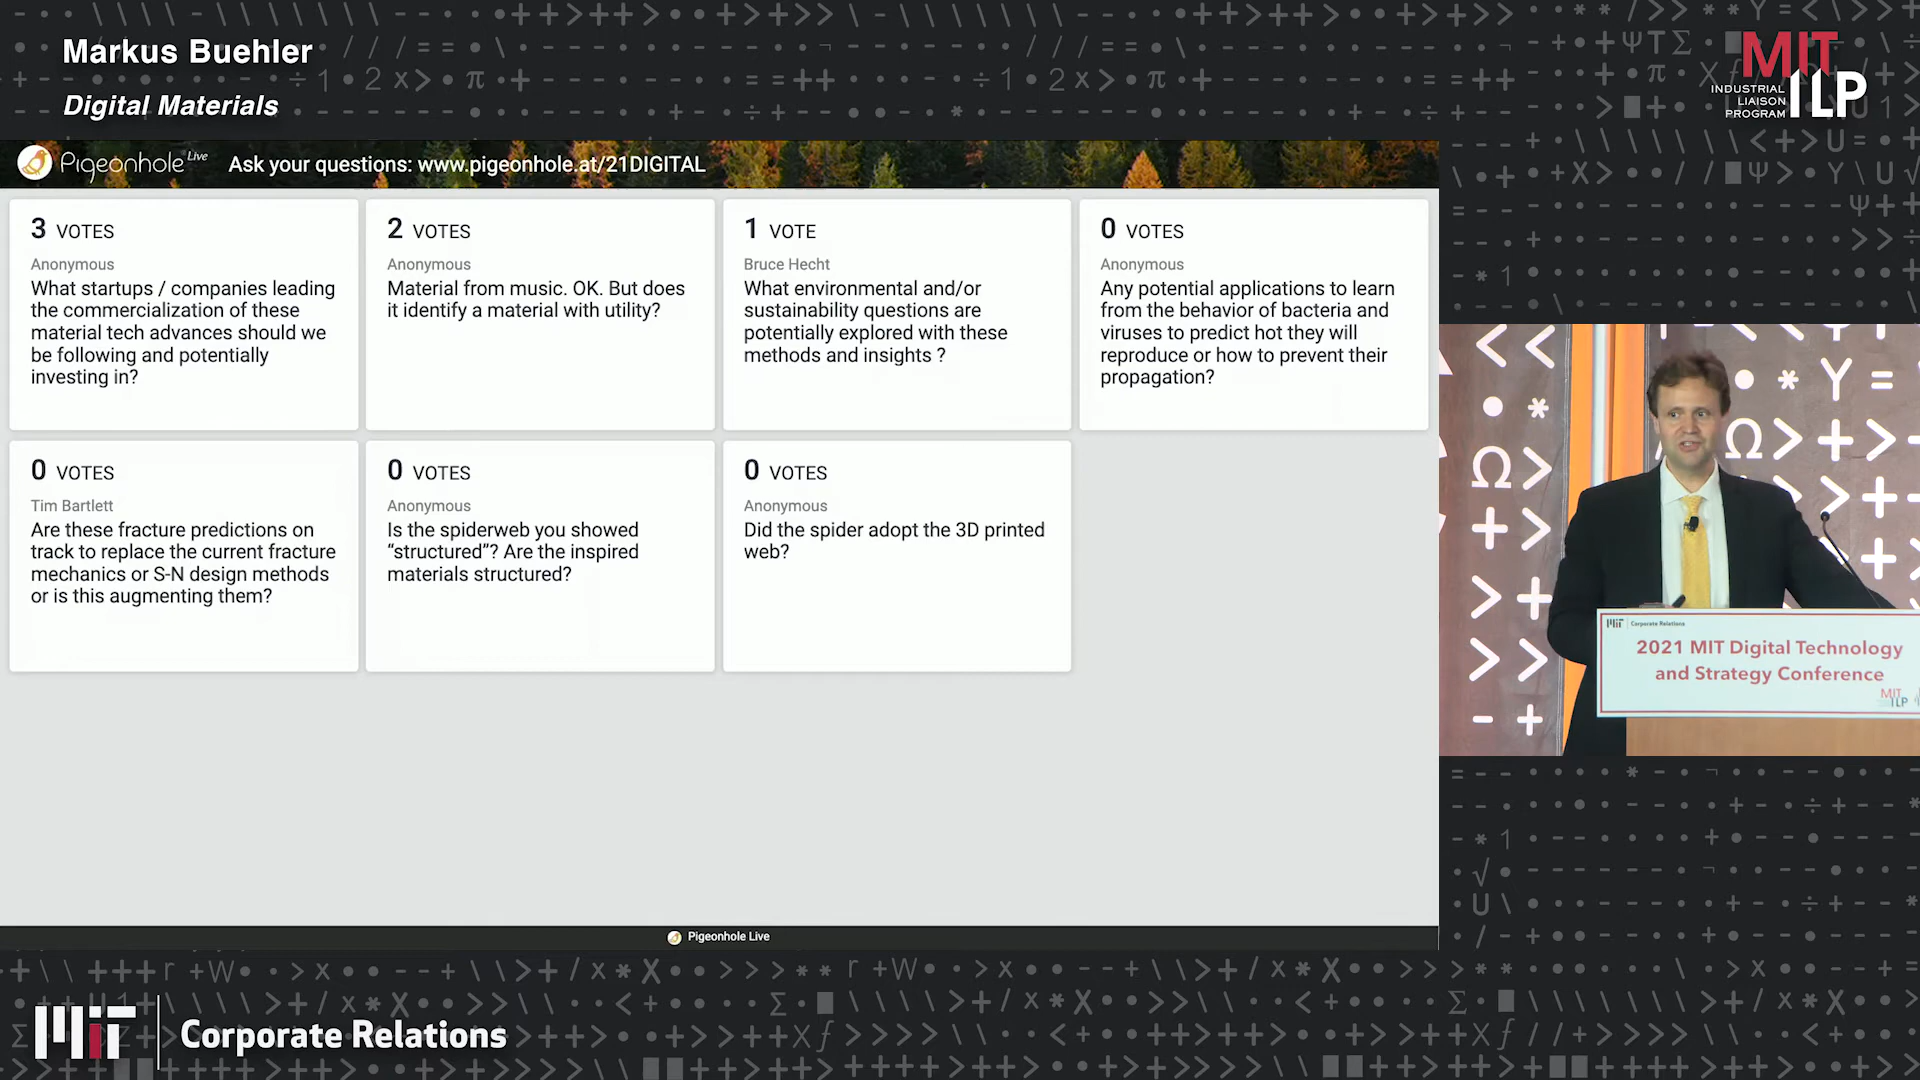 Markus Buehler
Digital Materials
MIT
ILP
INDUSTRIAL
LIAISON
PROGRAM
Pigeonhole Live
Ask your questions: www.pigeonhole.at/21DIGITAL
3 VOTES
Anonymous
What startups / companies leading
the commercialization of these
material tech advances should we
be following and potentially
investing in?
2 VOTES
Anonymous
Material from music. OK. But does
it identify a material with utility?
1 VOTE
Bruce Hecht
What environmental and/or
sustainability questions are
potentially explored with these
methods and insights ?
0 VOTES
Anonymous
Any potential applications to learn
from the behavior of bacteria and
viruses to predict hot they will
reproduce or how to prevent their
propagation?
0 VOTES
Tim Bartlett
Are these fracture predictions on
track to replace the current fracture
mechanics or S-N design methods
or is this augmenting them?
0 VOTES
Anonymous
Is the spiderweb you showed
“structured”? Are the inspired
materials structured?
0 VOTES
Anonymous
Did the spider adopt the 3D printed
web?
MIT Corporate Relations
2021 MIT Digital Technology
and Strategy Conference
MIT
ILP
Pigeonhole Live
MIT Corporate Relations